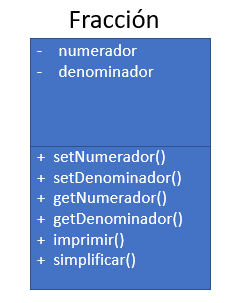 Fracción
- numerador
- denominador
+ setNumerador()
+ setDenominador()
+ getNumerador()
+ getDenominador()
+ imprimir()
+ simplificar()